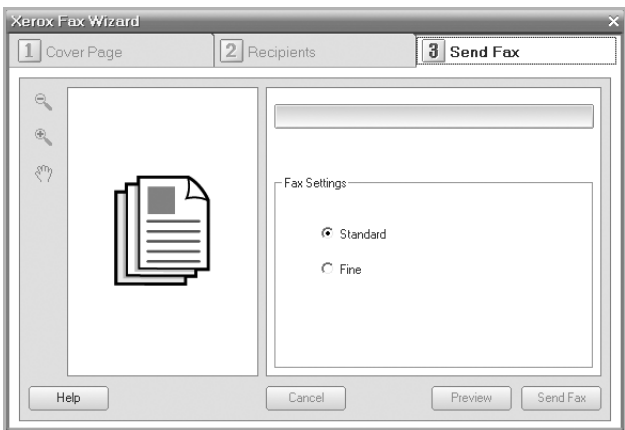 Xerox Fax Wizard
1 Cover Page
2 Recipients
3 Send Fax
Fax Settings
Standard
Fine
Help
Cancel
Preview
Send Fax